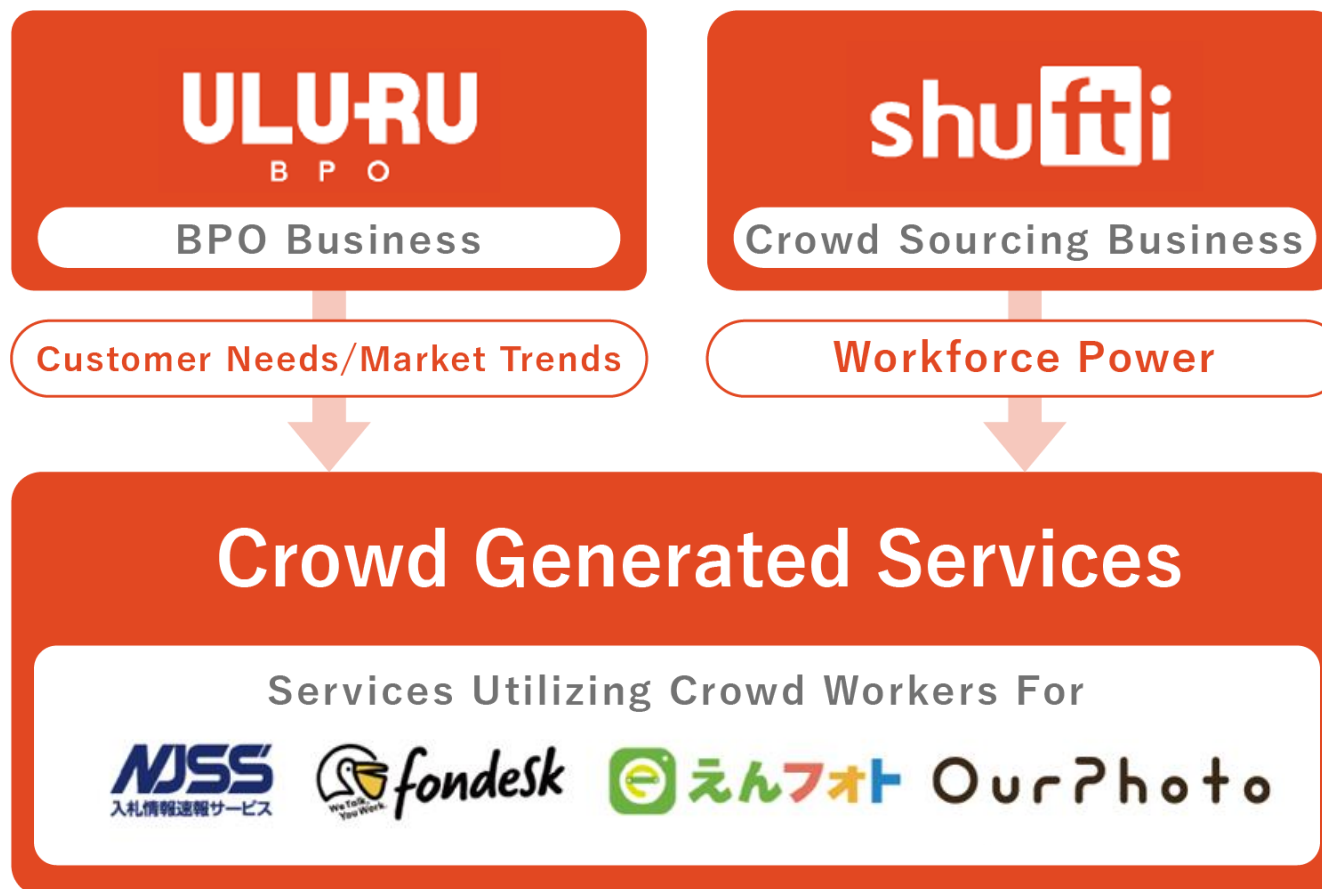 ULURU
BPO
BPO Business
Customer Needs/Market Trends
shufti
Crowd Sourcing Business
Workforce Power
Crowd Generated Services
Services Utilizing Crowd Workers For
NJSS
入札情報速報サービス
fondesk
We Talk,
You Work.
e えんフォト
OurPhoto